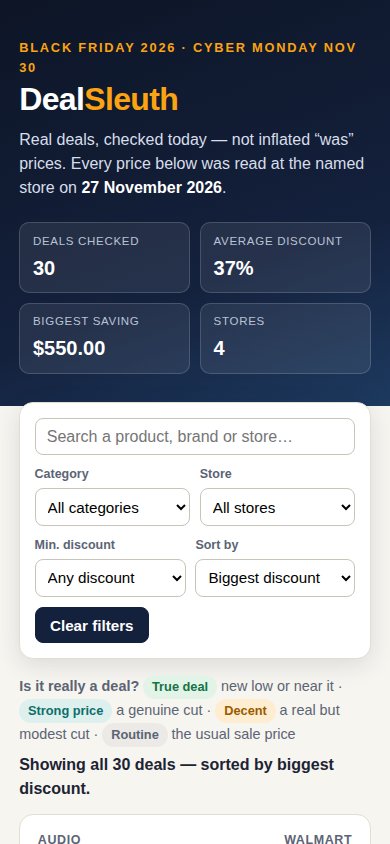 BLACK FRIDAY 2026 · CYBER MONDAY NOV
30
DealSleuth
Real deals, checked today — not inflated “was”
prices. Every price below was read at the named
store on 27 November 2026.
DEALS CHECKED
30
AVERAGE DISCOUNT
37%
BIGGEST SAVING
$550.00
STORES
4
Search a product, brand or store…
Category
All categories
Store
All stores
Min. discount
Any discount
Sort by
Biggest discount
Clear filters
Is it really a deal? True deal new low or near it ·
Strong price a genuine cut · Decent a real but
modest cut · Routine the usual sale price
Showing all 30 deals — sorted by biggest
discount.
AUDIO WALMART